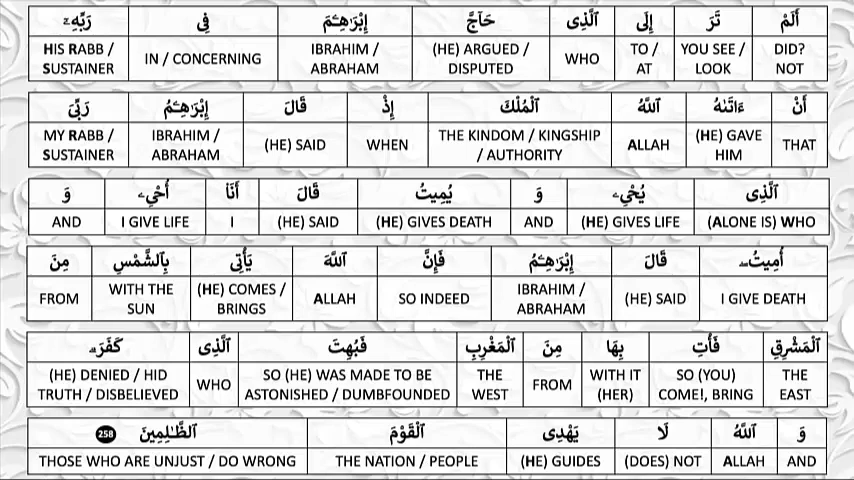 أَلَمْ تَرَ إِلَى ٱلَّذِى حَآجَّ إِبْرَٰهِـۧمَ فِى رَبِّهِۦٓ
DID? NOT YOU SEE / LOOK TO / AT WHO (HE) ARGUED / DISPUTED IBRAHIM / ABRAHAM IN / CONCERNING HIS RABB / SUSTAINER
أَنْ ءَاتَىٰهُ ٱللَّهُ ٱلْمُلْكَ إِذْ قَالَ إِبْرَٰهِـۧمُ رَبِّىَ
THAT (HE) GAVE HIM ALLAH THE KINDOM / KINGSHIP / AUTHORITY WHEN (HE) SAID IBRAHIM / ABRAHAM MY RABB / SUSTAINER
ٱلَّذِى يُحْىِۦ وَ يُمِيتُ قَالَ أَنَا۠ أُحْىِۦ وَ
(ALONE IS) WHO (HE) GIVES LIFE AND (HE) GIVES DEATH (HE) SAID I I GIVE LIFE AND
أُمِيتُ ۖ قَالَ إِبْرَٰهِـۧمُ فَإِنَّ ٱللَّهَ يَأْتِى بِٱلشَّمْسِ مِنَ
I GIVE DEATH (HE) SAID IBRAHIM / ABRAHAM SO INDEED ALLAH (HE) COMES / BRINGS WITH THE SUN FROM
ٱلْمَشْرِقِ فَأْتِ بِهَا مِنَ ٱلْمَغْرِبِ فَبُهِتَ ٱلَّذِى كَفَرَ ۗ
THE EAST SO (YOU) COME!, BRING WITH IT (HER) FROM THE WEST SO (HE) WAS MADE TO BE ASTONISHED / DUMBFOUNDED WHO (HE) DENIED / HID TRUTH / DISBELIEVED
وَ ٱللَّهُ لَا يَهْدِى ٱلْقَوْمَ ٱلظَّـٰلِمِينَ 258
AND ALLAH (DOES) NOT (HE) GUIDES THE NATION / PEOPLE THOSE WHO ARE UNJUST / DO WRONG